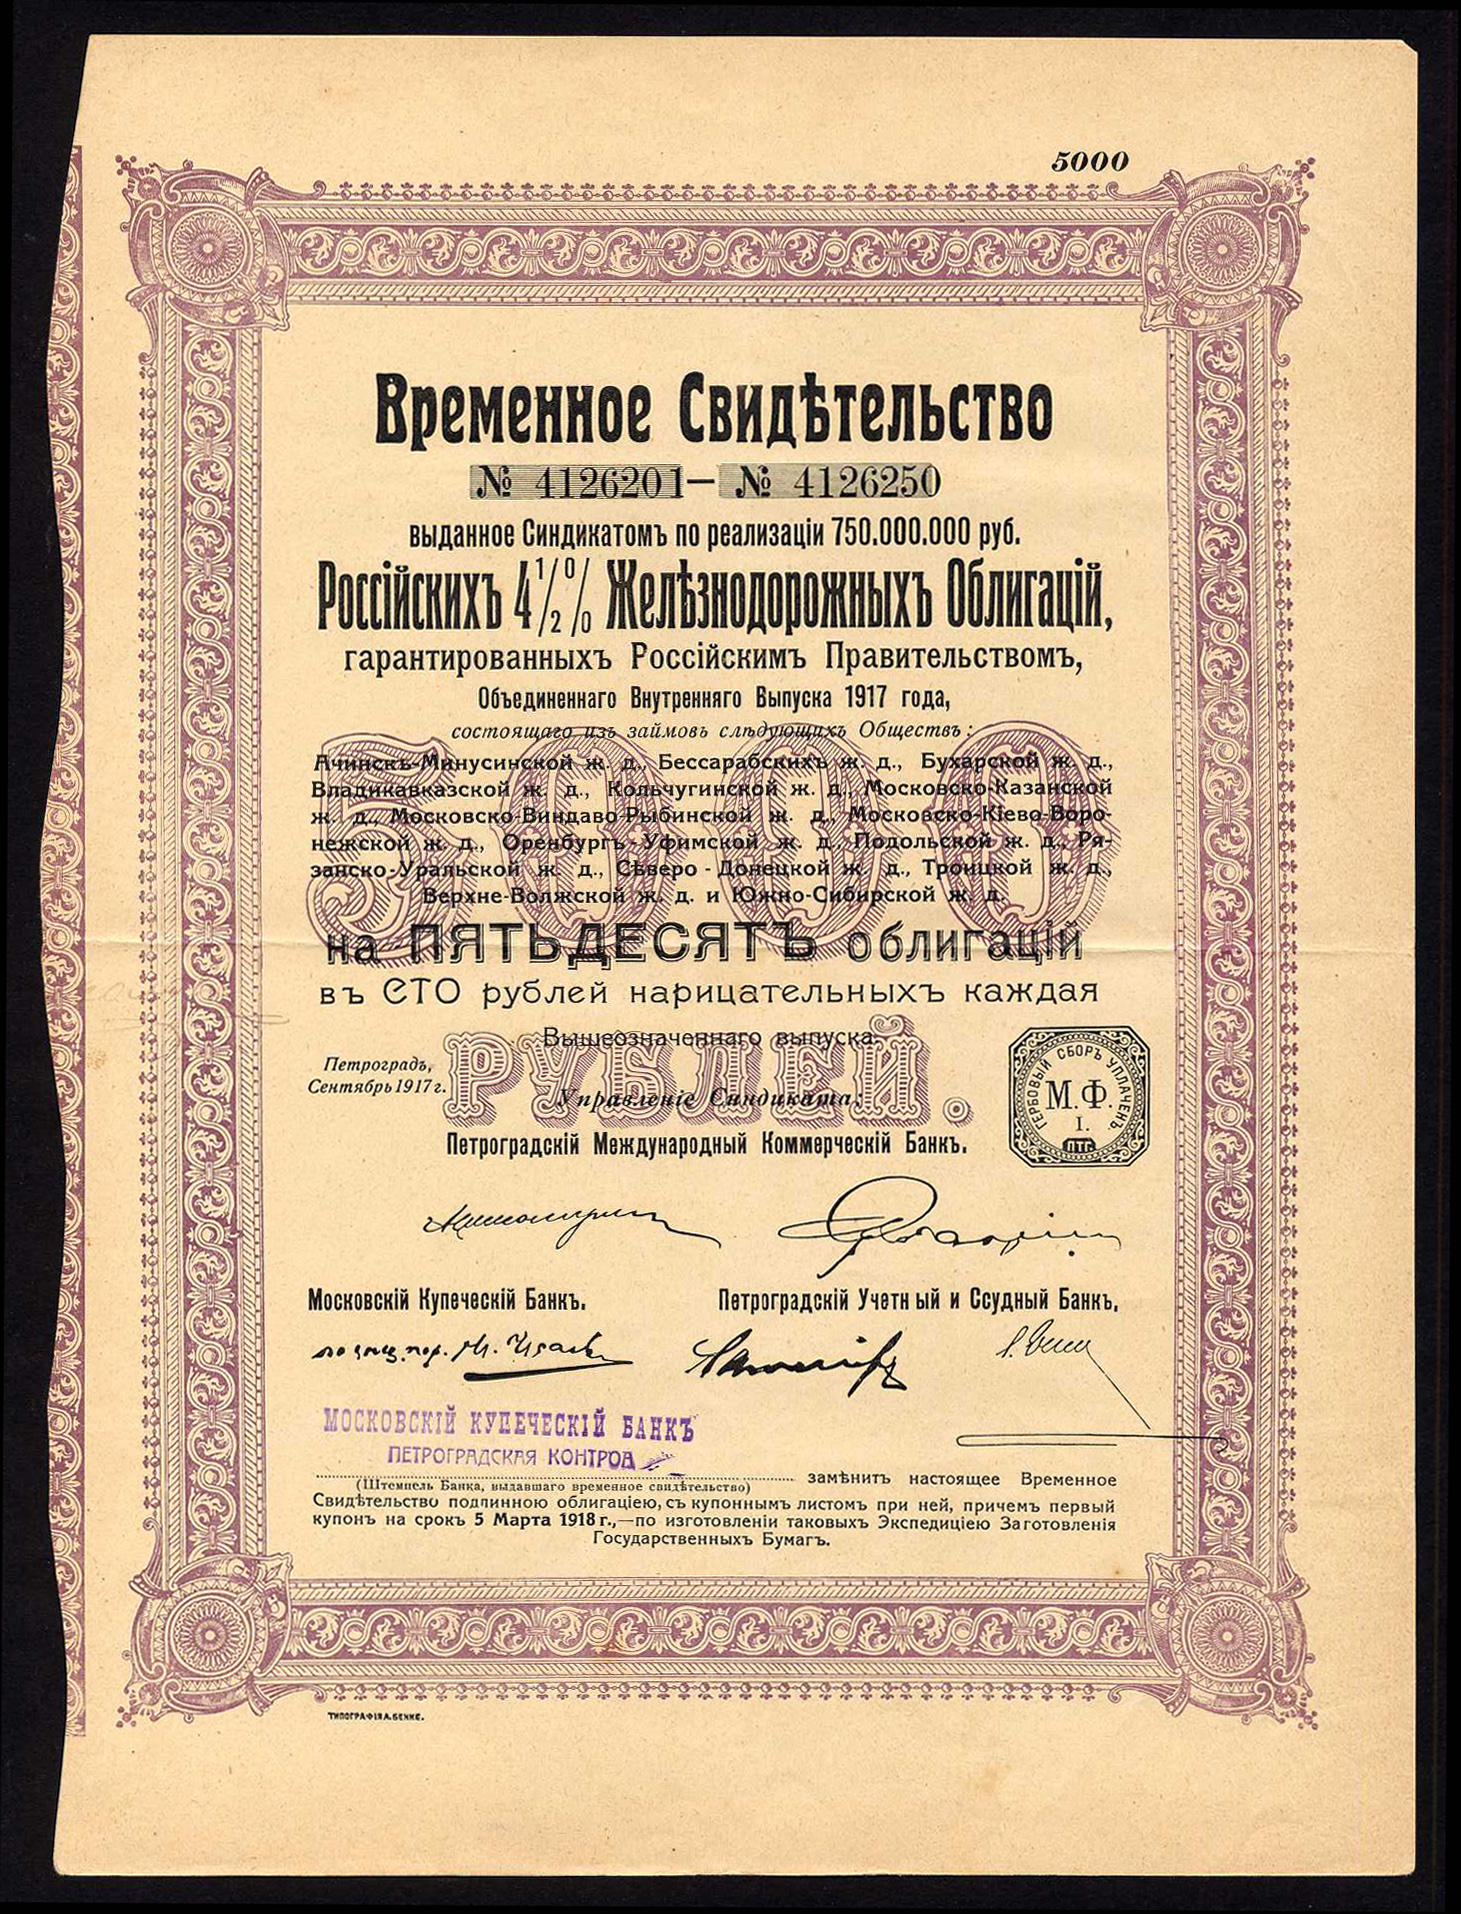 5000
Временное Свидѣтельство
№ 4126201— № 4126250
выданное Синдикатомъ по реализаціи 750.000.000 руб.
Россійскихъ 4½% Желѣзнодорожныхъ Облигацій,
гарантированныхъ Россійскимъ Правительствомъ,
Объединеннаго Внутренняго Выпуска 1917 года,
состоящаго изъ займовъ слѣдующихъ Обществъ:
Ачинскъ-Минусинской ж. д., Бессарабскихъ ж. д., Бухарской ж. д.,
Владикавказской ж. д., Кольчугинской ж. д., Московско-Казанской
ж. д., Московско-Виндаво-Рыбинской ж. д., Московско-Кіево-Воро-
нежской ж. д., Оренбургъ-Уфимской ж. д., Подольской ж. д., Ря-
занско-Уральской ж. д., Сѣверо-Донецкой ж. д., Троицкой ж. д.,
Верхне-Волжской ж. д. и Южно-Сибирской ж. д.
5000
на ПЯТЬДЕСЯТЪ облигацій
въ СТО рублей нарицательныхъ каждая
Вышеозначеннаго выпуска.
РУБЛЕЙ.
Петроградъ,
Сентябрь 1917 г.
Управленіе Синдиката:
ГЕРБОВЫЙ СБОРЪ УПЛАЧЕНЪ
М.Ф.
I.
ПТГ.
Петроградскій Международный Коммерческій Банкъ.
Московскій Купеческій Банкъ.
Петроградскій Учетный и Ссудный Банкъ.
МОСКОВСКІЙ КУПЕЧЕСКІЙ БАНКЪ
ПЕТРОГРАДСКАЯ КОНТОРА
замѣнитъ настоящее Временное
(Штемпель Банка, выдавшаго временное свидѣтельство)
Свидѣтельство подлинною облигаціею, съ купоннымъ листомъ при ней, причемъ первый
купонъ на срокъ 5 Марта 1918 г.,—по изготовленіи таковыхъ Экспедиціею Заготовленія
Государственныхъ Бумагъ.
ТИПОГРАФІЯ А. БЕНКЕ.